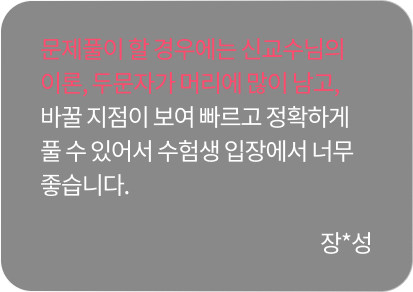 문제풀이 할 경우에는 신교수님의
이론, 두문자가 머리에 많이 남고,
바꿀 지점이 보여 빠르고 정확하게
풀 수 있어서 수험생 입장에서 너무
좋습니다.
장*성